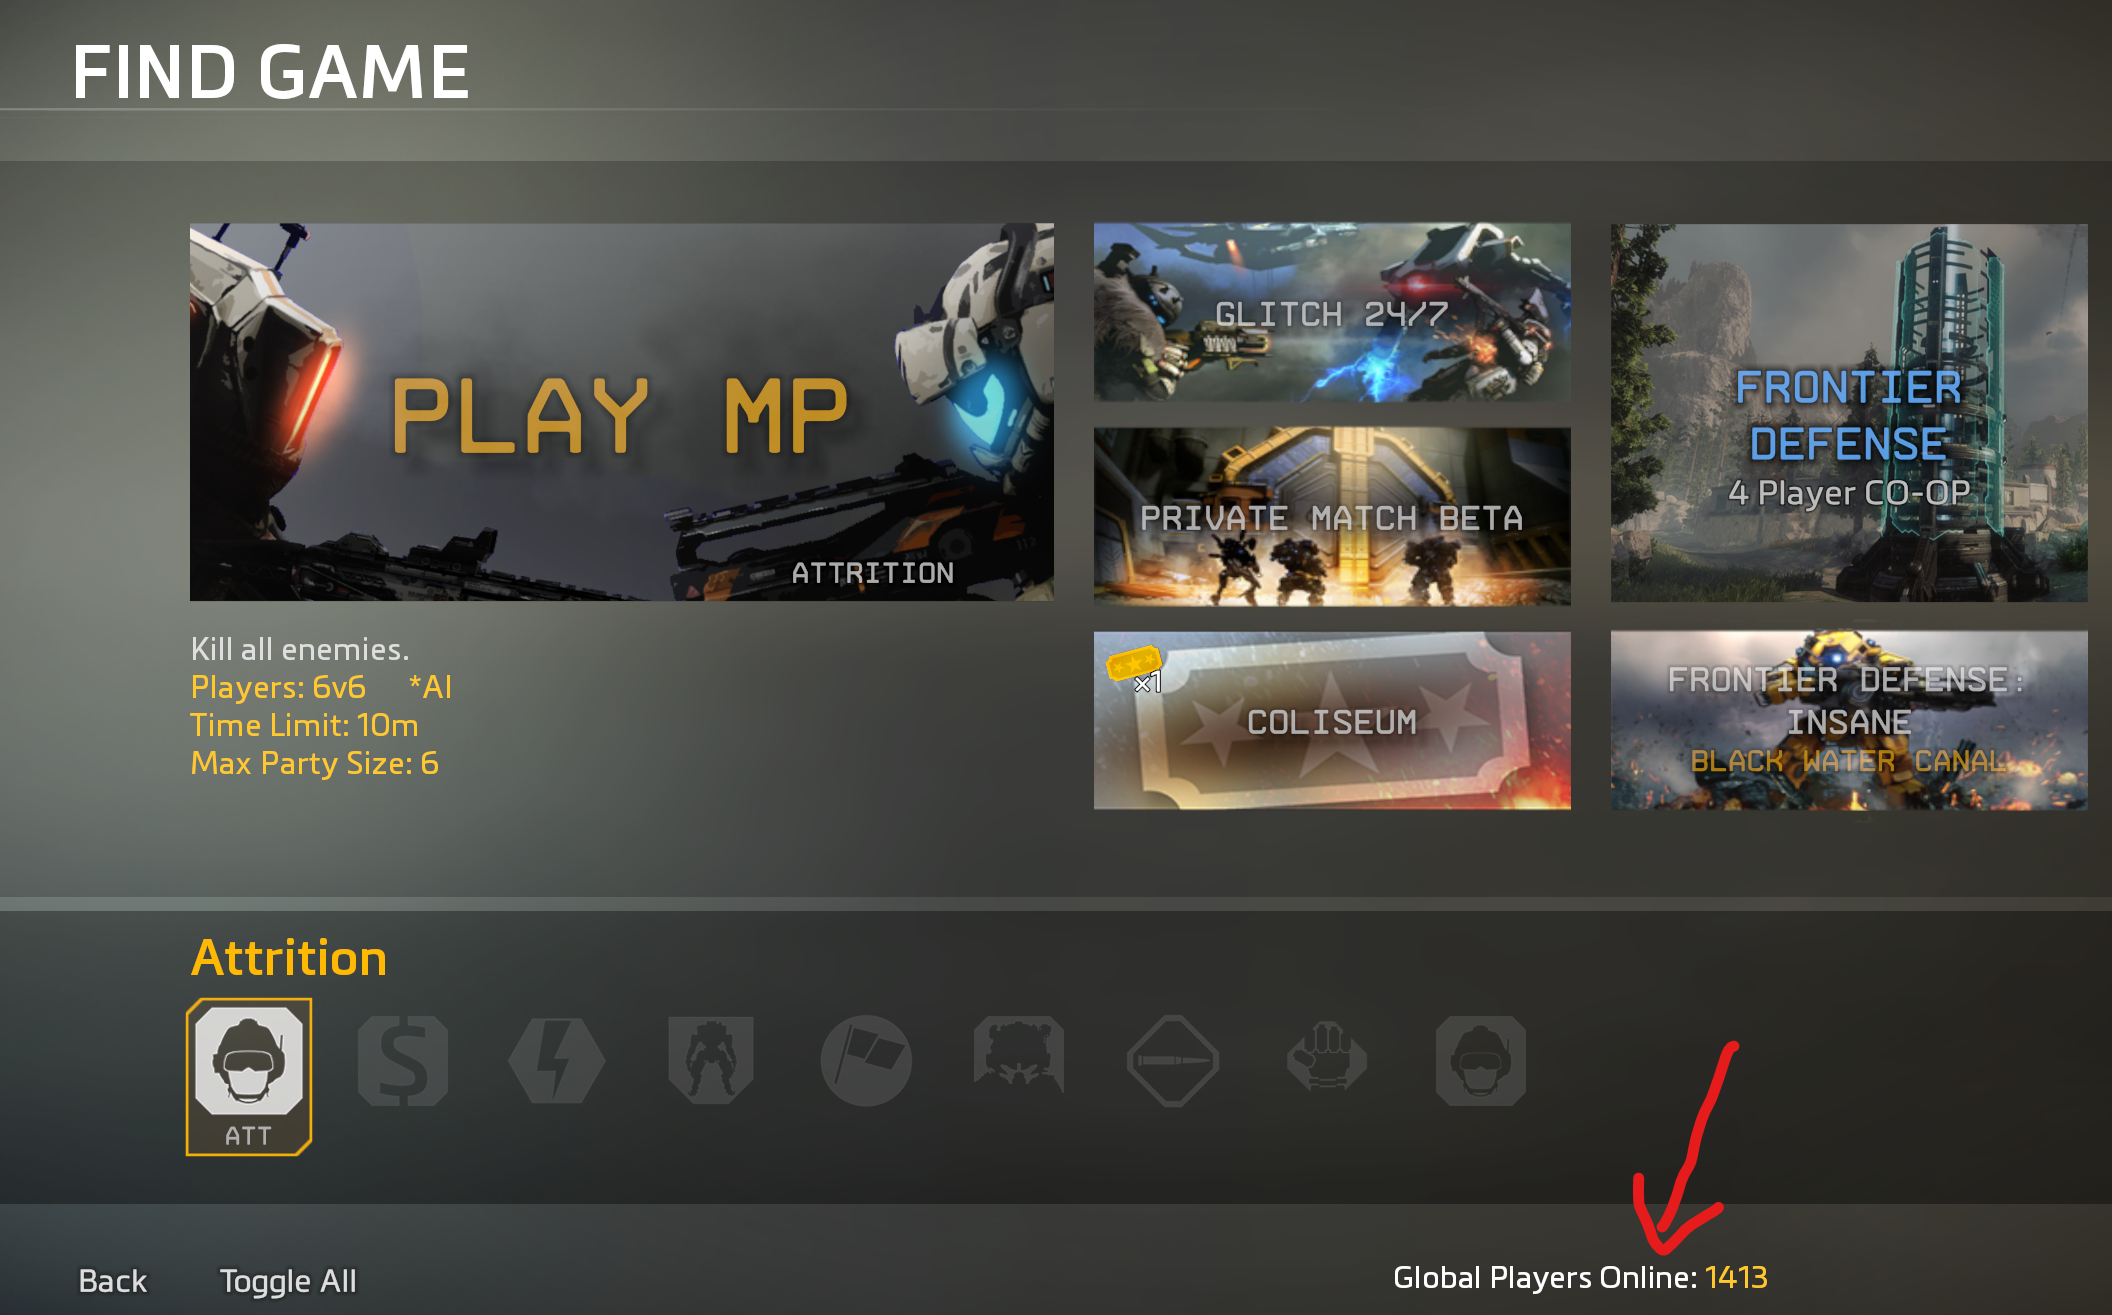 FIND GAME
PLAY MP
ATTRITION
Kill all enemies.
Players: 6v6 *AI
Time Limit: 10m
Max Party Size: 6
GLITCH 24/7
PRIVATE MATCH BETA
x1
COLISEUM
FRONTIER
DEFENSE
4 Player CO-OP
FRONTIER DEFENSE:
INSANE
BLACK WATER CANAL
Attrition
ATT
Back Toggle All
Global Players Online: 1413